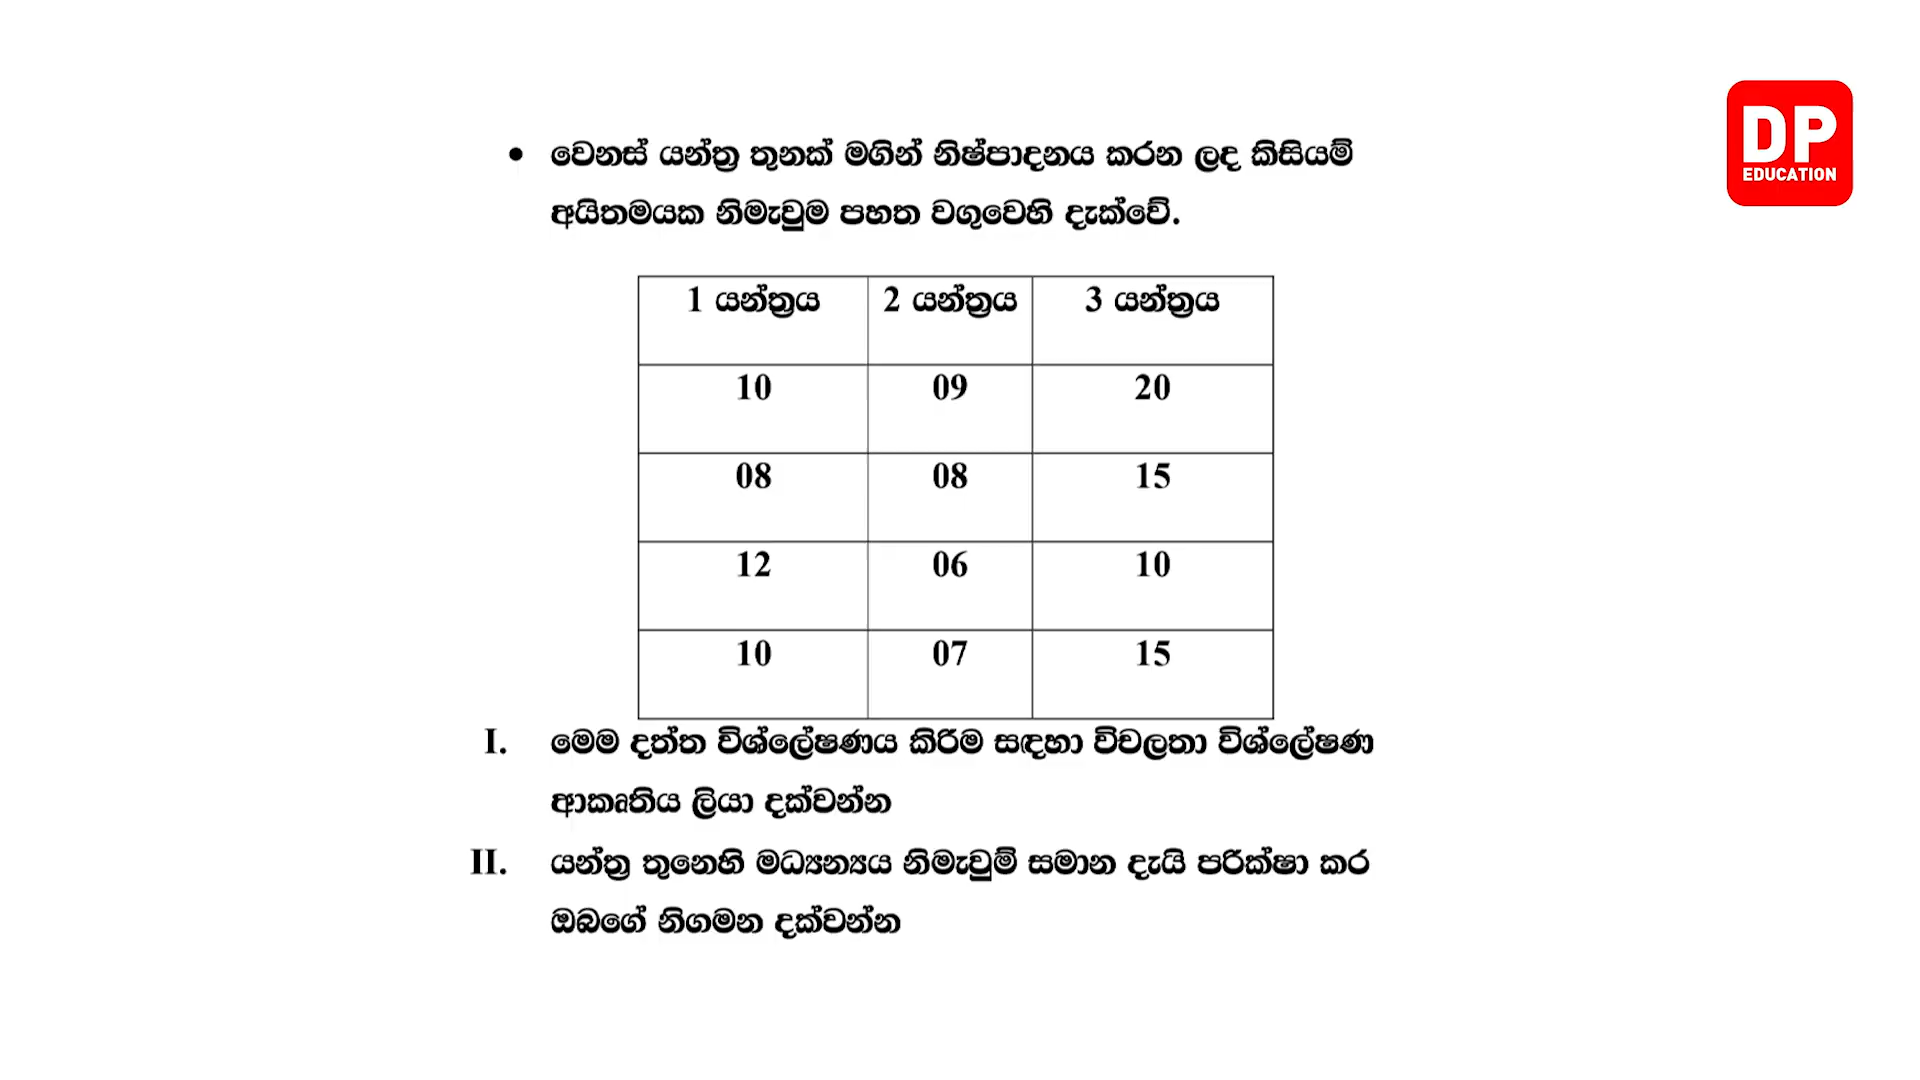 DP
EDUCATION
• වෙනස් යන්ත්‍ර තුනක් මගින් නිෂ්පාදනය කරන ලද කිසියම්
අයිතමයක නිමැවුම පහත වගුවෙහි දැක්වේ.
1 යන්ත්‍රය 2 යන්ත්‍රය 3 යන්ත්‍රය
10 09 20
08 08 15
12 06 10
10 07 15
I. මෙම දත්ත විශ්ලේෂණය කිරිම සඳහා විචලතා විශ්ලේෂණ
ආකෘතිය ලියා දක්වන්න
II. යන්ත්‍ර තුනෙහි මධ්‍යන්‍යය නිමැවුම් සමාන දැයි පරික්ෂා කර
ඔබගේ නිගමන දක්වන්න